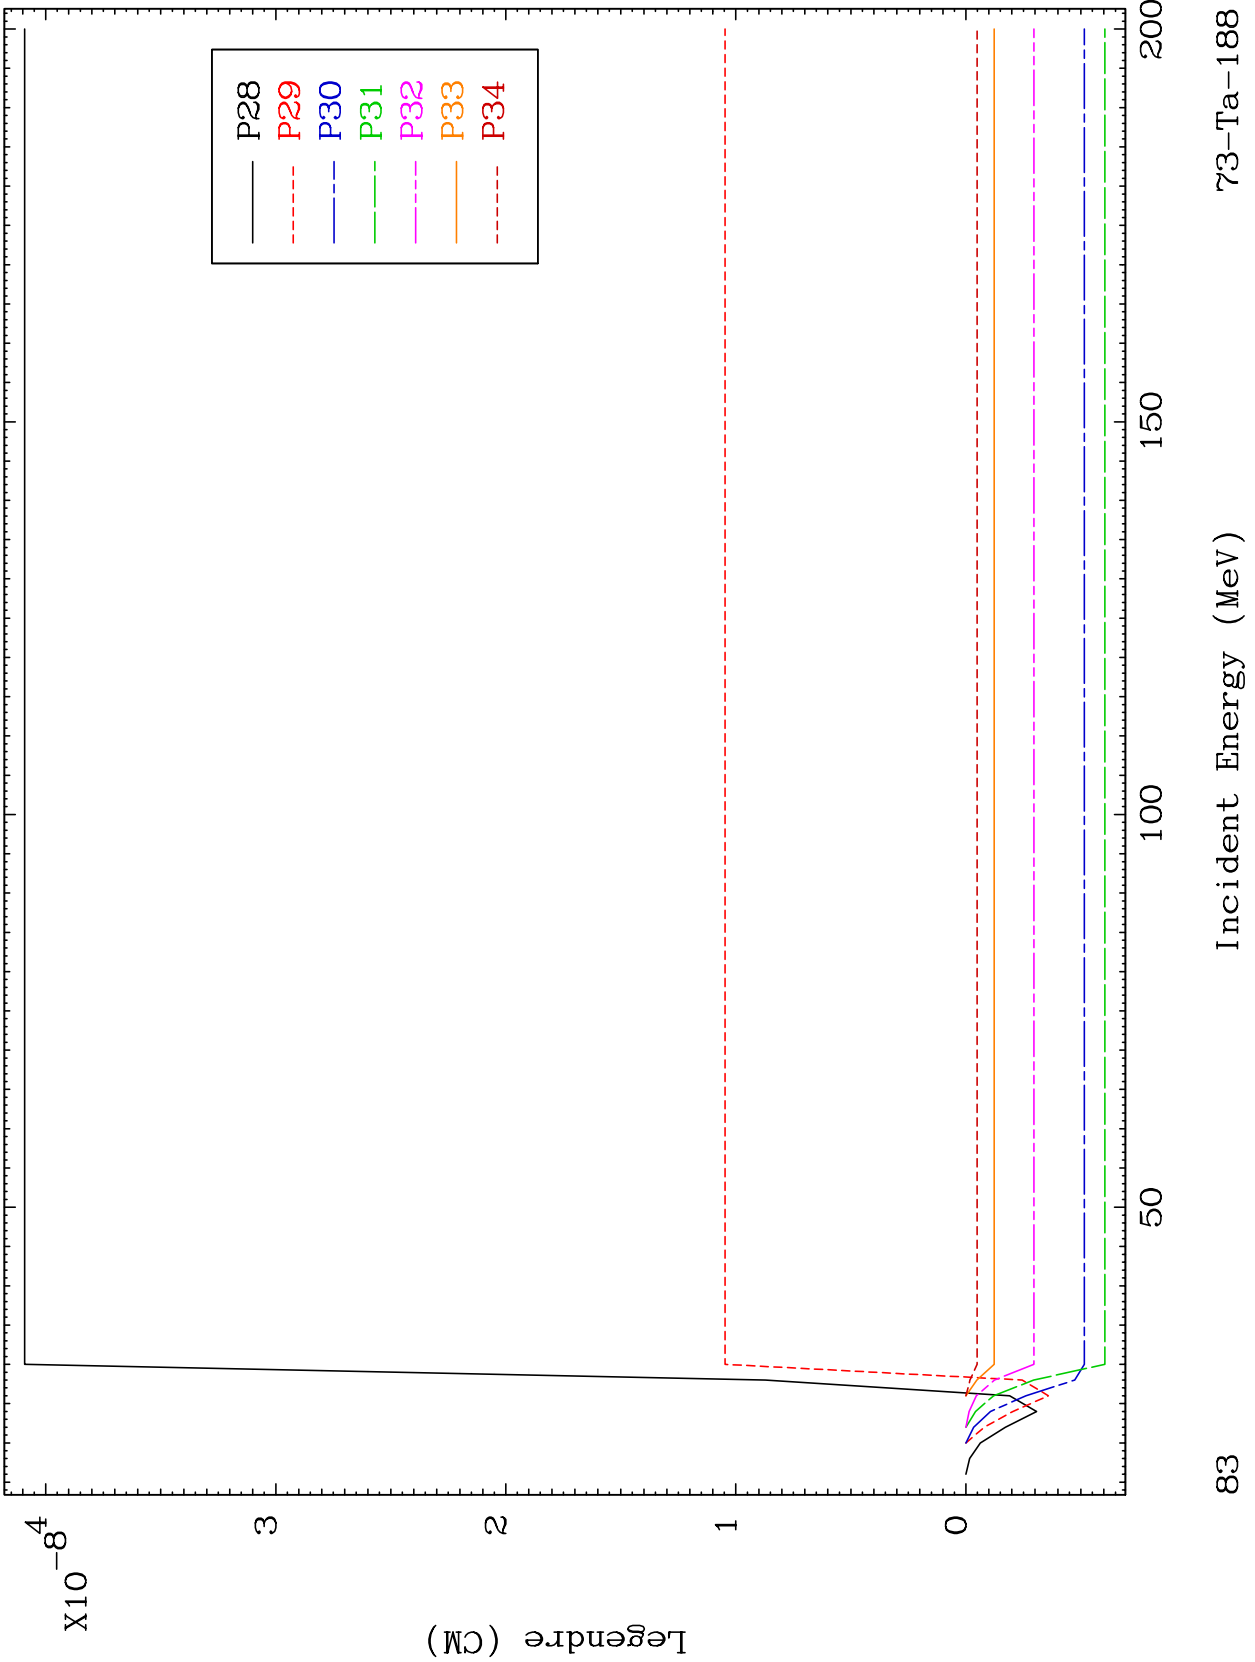 X10-8
4
3
2
1
0
Legendre (CM)
P28
P29
P30
P31
P32
P33
P34
50
100
150
200
Incident Energy (MeV)
83
73-Ta-188